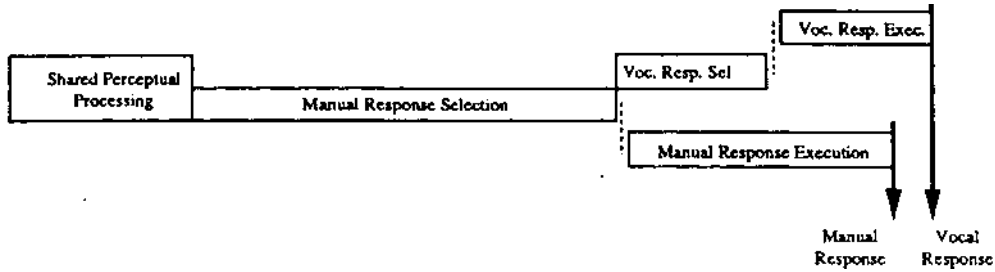 Voc. Resp. Exec.
Shared Perceptual
Processing
Voc. Resp. Sel
Manual Response Selection
Manual Response Execution
Manual
Response
Vocal
Response